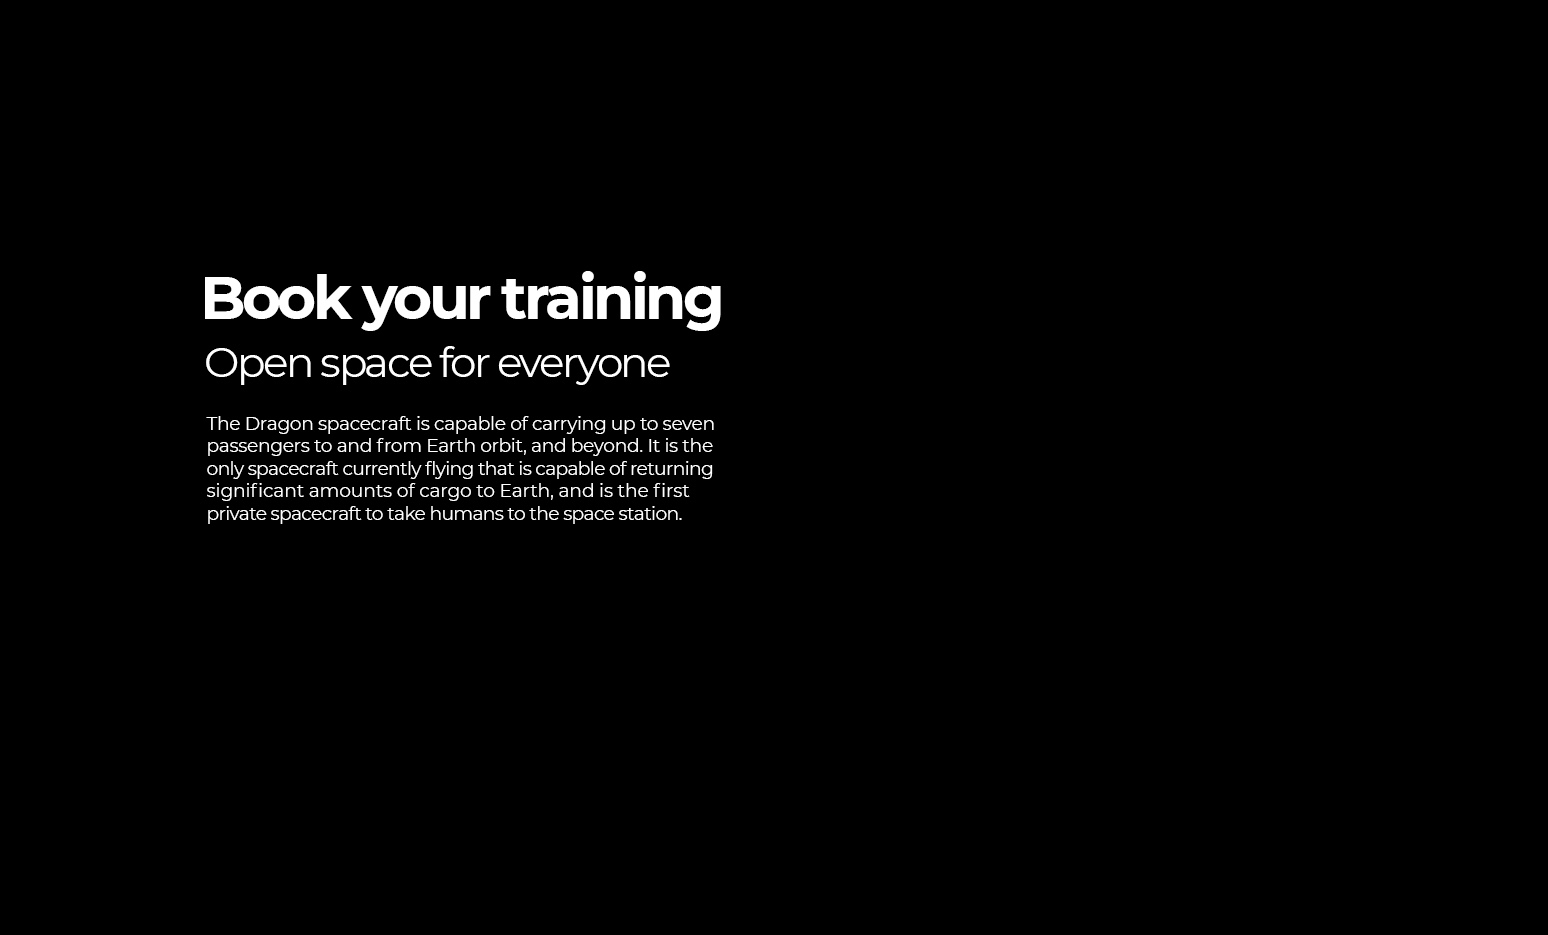 Book your training
Open space for everyone
The Dragon spacecraft is capable of carrying up to seven
passengers to and from Earth orbit, and beyond. It is the
only spacecraft currently flying that is capable of returning
significant amounts of cargo to Earth, and is the first
private spacecraft to take humans to the space station.